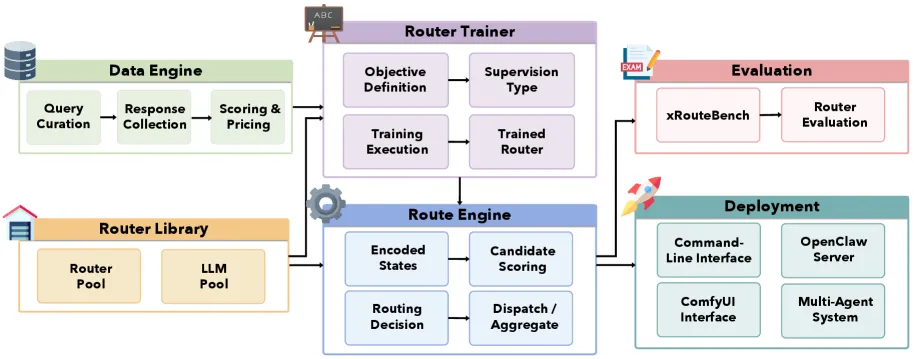 ABC
Router Trainer
Objective
Definition
Supervision
Type
Training
Execution
Trained
Router
Data Engine
Query
Curation
Response
Collection
Scoring &
Pricing
EXAM
Evaluation
xRouteBench
Router
Evaluation
Router Library
Router
Pool
LLM
Pool
Route Engine
Encoded
States
Candidate
Scoring
Routing
Decision
Dispatch /
Aggregate
Deployment
Command-
Line Interface
OpenClaw
Server
ComfyUI
Interface
Multi-Agent
System